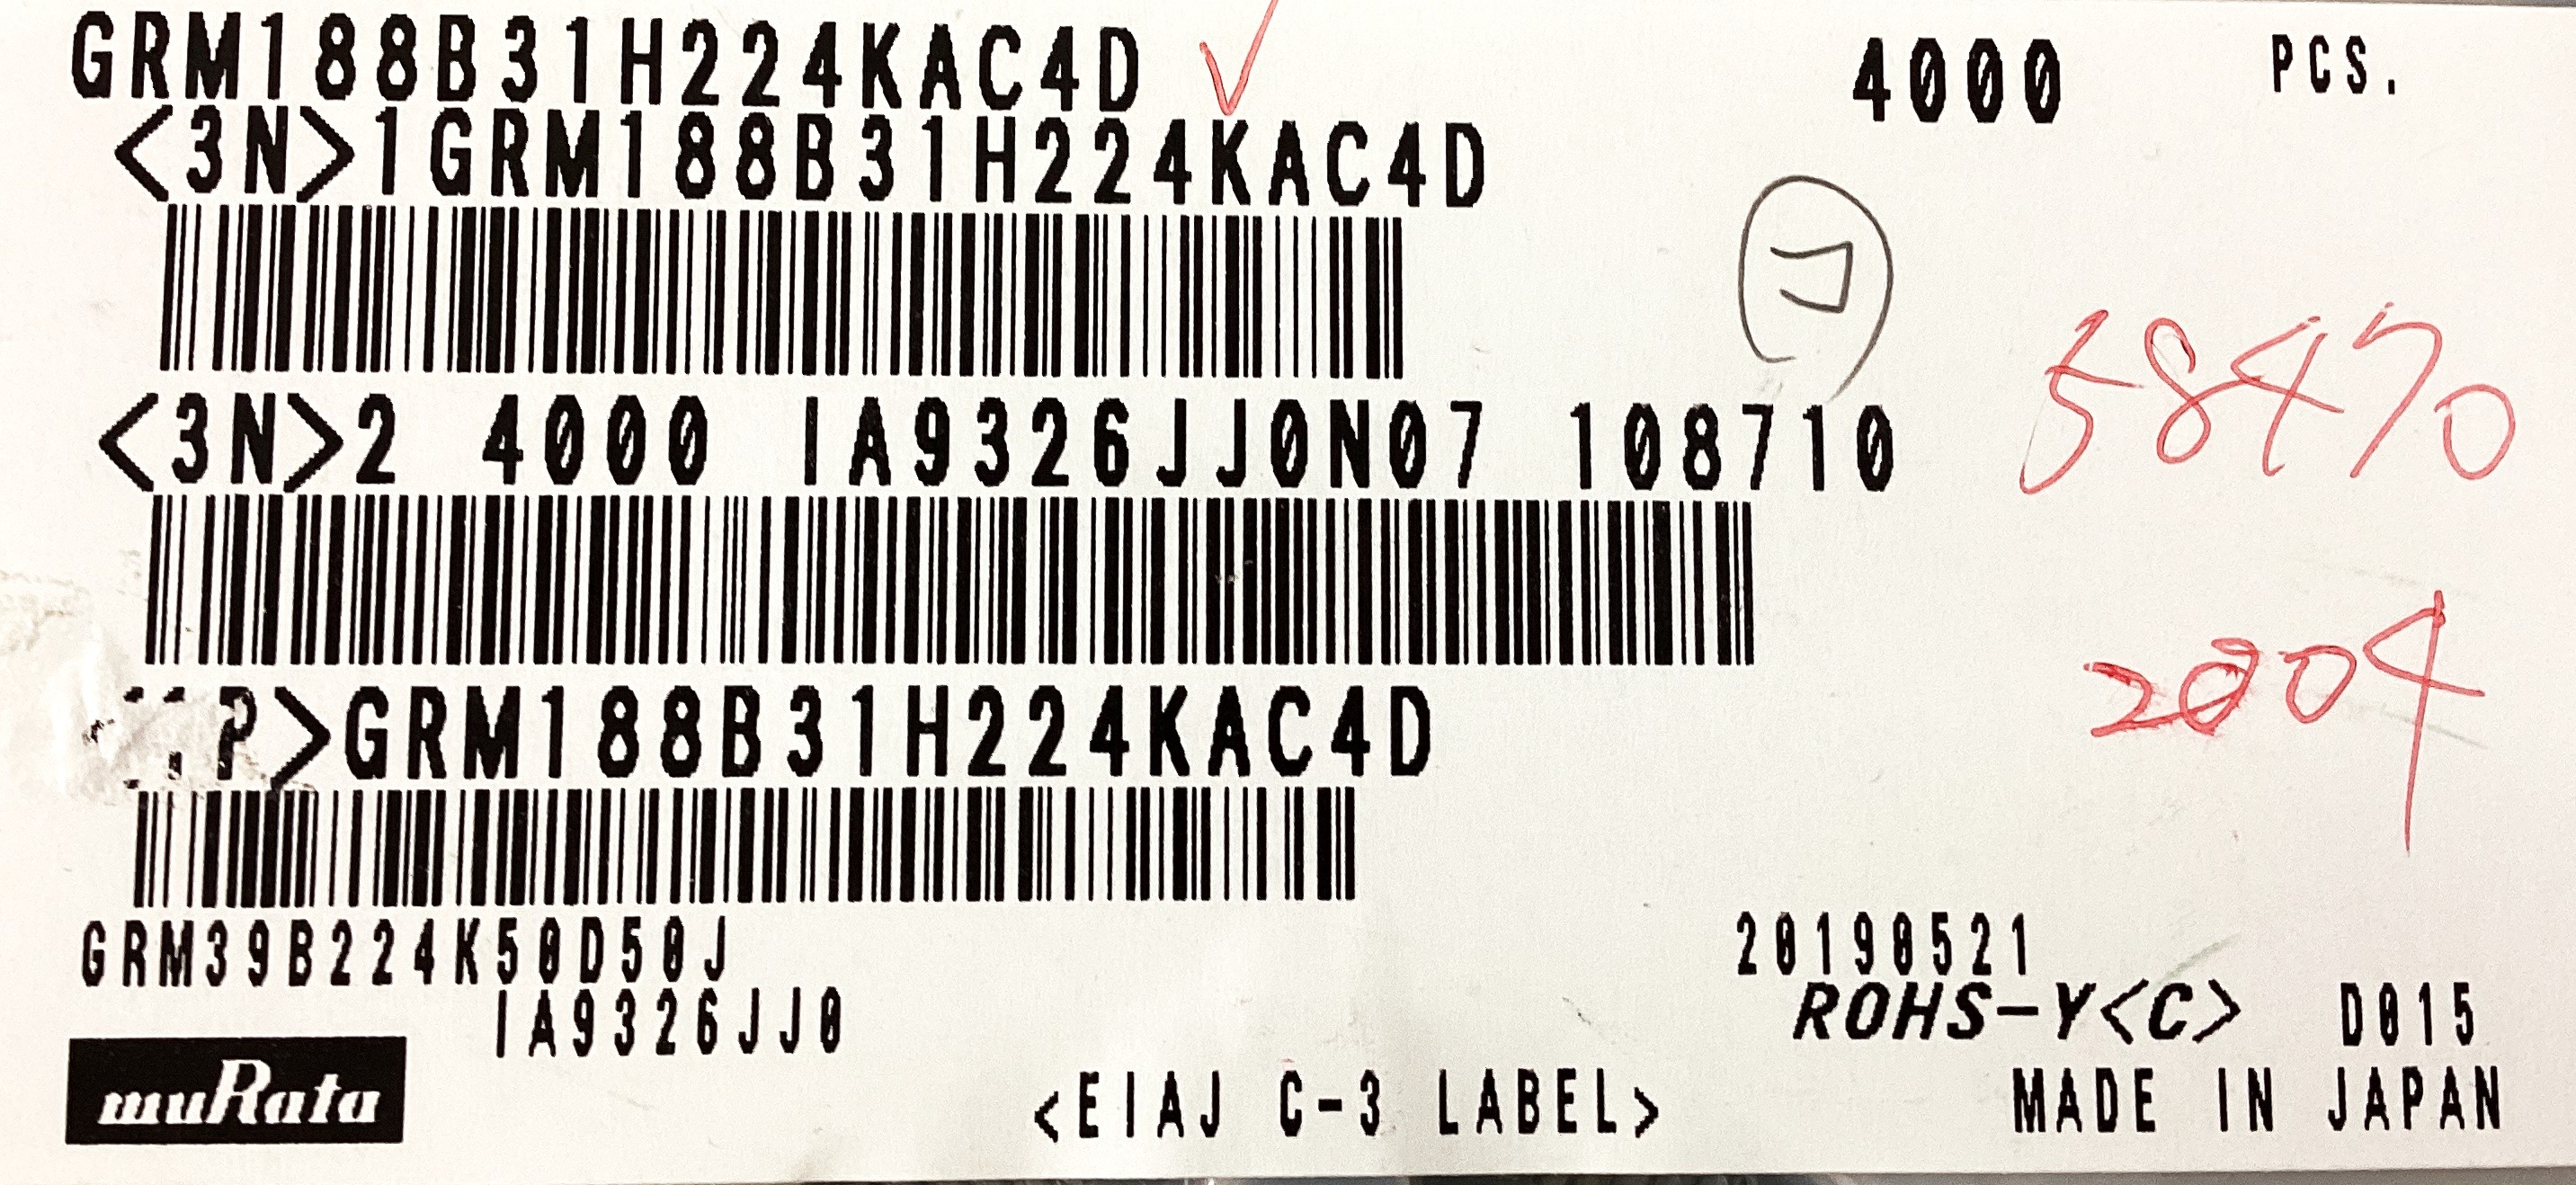 GRM188B31H224KAC4D 4000 PCS.
<3N>1GRM188B31H224KAC4D
コ
58470
<3N>2 4000 IA9326JJ0N07 108710
2004
P>GRM188B31H224KAC4D
GRM39B224K50D50J 20190521
IA9326JJ0 ROHS-Y<C> D015
muRata <EIAJ C-3 LABEL> MADE IN JAPAN